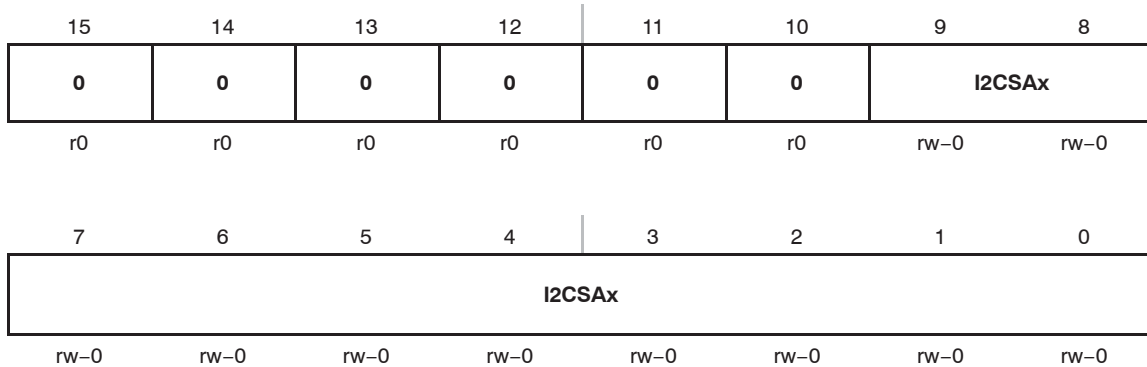 15 14 13 12 11 10 9 8
0 0 0 0 0 0 I2CSAx
r0 r0 r0 r0 r0 r0 rw−0 rw−0
7 6 5 4 3 2 1 0
I2CSAx
rw−0 rw−0 rw−0 rw−0 rw−0 rw−0 rw−0 rw−0